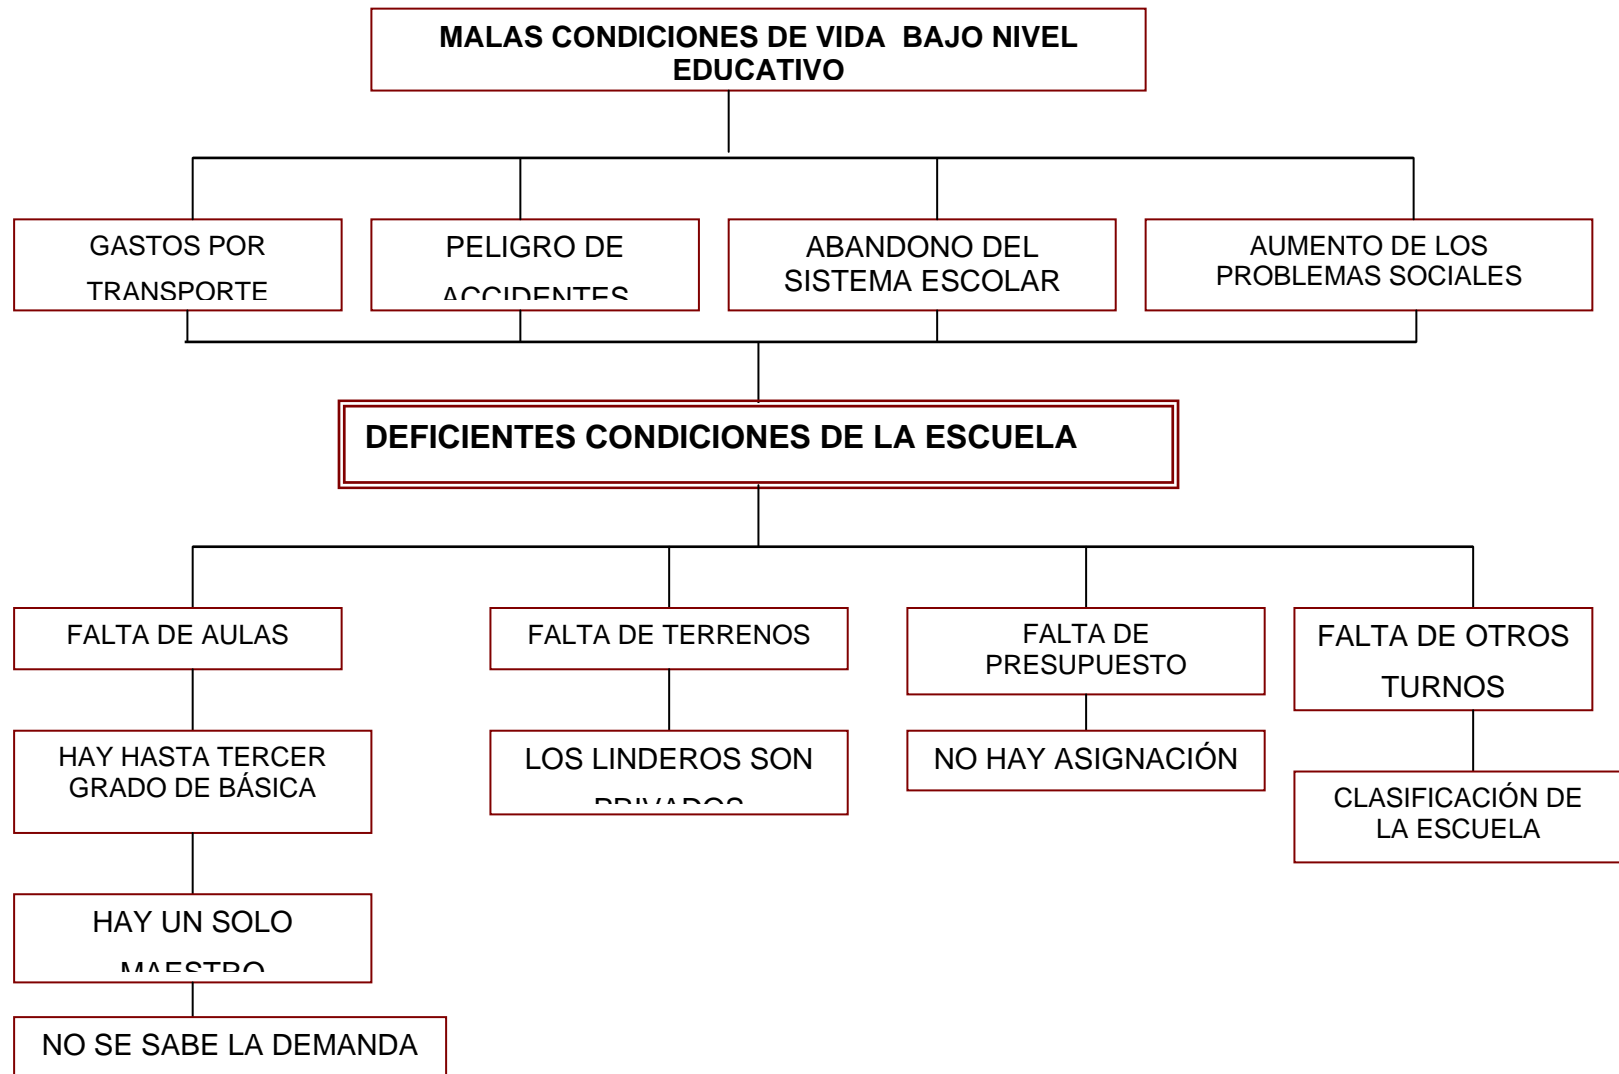 MALAS CONDICIONES DE VIDA  BAJO NIVEL
EDUCATIVO
GASTOS POR
TRANSPORTE
PELIGRO DE
ACCIDENTES
ABANDONO DEL
SISTEMA ESCOLAR
AUMENTO DE LOS
PROBLEMAS SOCIALES
DEFICIENTES CONDICIONES DE LA ESCUELA
FALTA DE AULAS
FALTA DE TERRENOS
FALTA DE
PRESUPUESTO
FALTA DE OTROS
TURNOS
HAY HASTA TERCER
GRADO DE BÁSICA
LOS LINDEROS SON
PRIVADOS
NO HAY ASIGNACIÓN
CLASIFICACIÓN DE
LA ESCUELA
HAY UN SOLO
MAESTRO
NO SE SABE LA DEMANDA